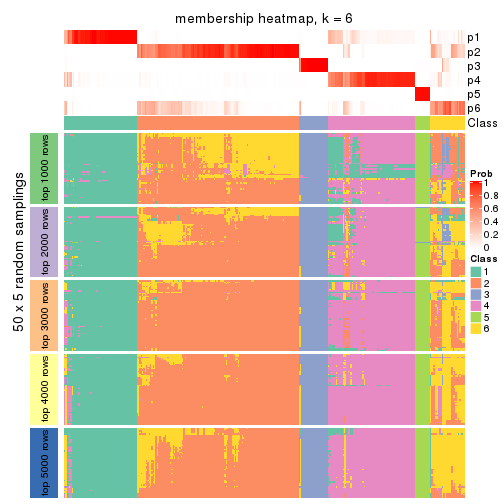 membership heatmap, k = 6
p1
p2
p3
p4
p5
p6
Class
50 x 5 random samplings
top 1000 rows
top 2000 rows
top 3000 rows
top 4000 rows
top 5000 rows
Prob
1
0.8
0.6
0.4
0.2
0
Class
1
2
3
4
5
6